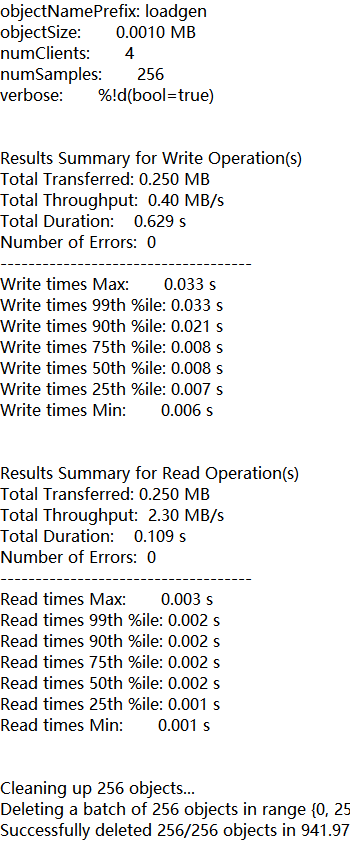 objectNamePrefix: loadgen
objectSize: 0.0010 MB
numClients: 4
numSamples: 256
verbose: %!d(bool=true)
Results Summary for Write Operation(s)
Total Transferred: 0.250 MB
Total Throughput: 0.40 MB/s
Total Duration: 0.629 s
Number of Errors: 0
------------------------------------
Write times Max: 0.033 s
Write times 99th %ile: 0.033 s
Write times 90th %ile: 0.021 s
Write times 75th %ile: 0.008 s
Write times 50th %ile: 0.008 s
Write times 25th %ile: 0.007 s
Write times Min: 0.006 s
Results Summary for Read Operation(s)
Total Transferred: 0.250 MB
Total Throughput: 2.30 MB/s
Total Duration: 0.109 s
Number of Errors: 0
------------------------------------
Read times Max: 0.003 s
Read times 99th %ile: 0.002 s
Read times 90th %ile: 0.002 s
Read times 75th %ile: 0.002 s
Read times 50th %ile: 0.002 s
Read times 25th %ile: 0.001 s
Read times Min: 0.001 s
Cleaning up 256 objects...
Deleting a batch of 256 objects in range {0, 25
Successfully deleted 256/256 objects in 941.97